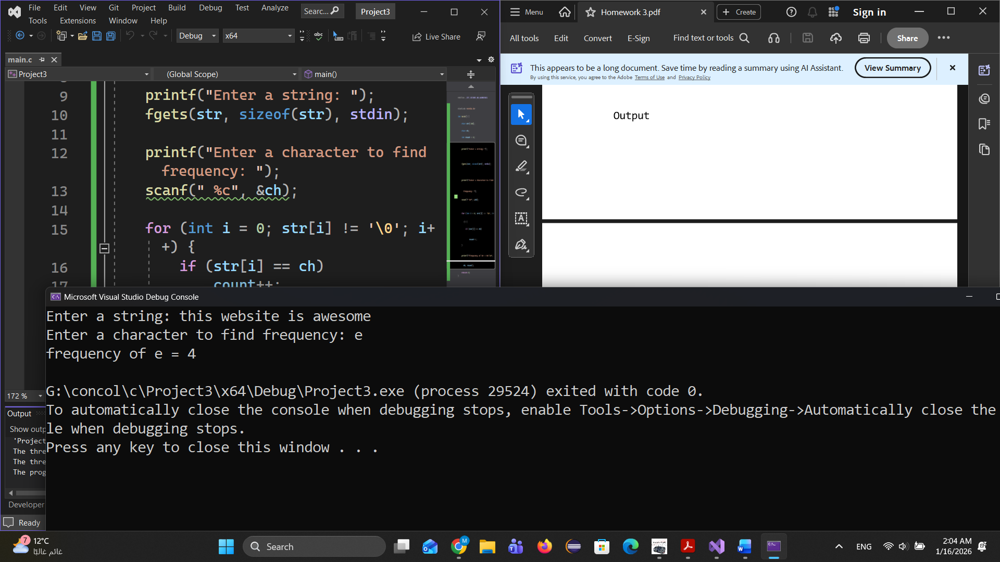 File Edit View Git Project Build Debug Test Analyze Searc... Project3
Tools Extensions Window Help
Debug x64 Live Share
main.c
Project3 (Global Scope) main()
9 printf("Enter a string: ");
10 fgets(str, sizeof(str), stdin);
11
12 printf("Enter a character to find
frequency: ");
13 scanf(" %c", &ch);
14
15 for (int i = 0; str[i] != '\0'; i+
+) {
16 if (str[i] == ch)
17 count++;
172 %
Output
Show outp
'Project
The thre
The thre
The prog
Developer
Ready
Menu Homework 3.pdf Create Sign in
All tools Edit Convert E-Sign Find text or tools Share
This appears to be a long document. Save time by reading a summary using AI Assistant. View Summary
By using this service, you agree to the Adobe Terms of Use and Privacy Policy
Output
Microsoft Visual Studio Debug Console
Enter a string: this website is awesome
Enter a character to find frequency: e
frequency of e = 4
G:\concol\c\Project3\x64\Debug\Project3.exe (process 29524) exited with code 0.
To automatically close the console when debugging stops, enable Tools->Options->Debugging->Automatically close the
le when debugging stops.
Press any key to close this window . . .
7 12°C
غائم غالبًا
Search
ENG
2:04 AM
1/16/2026